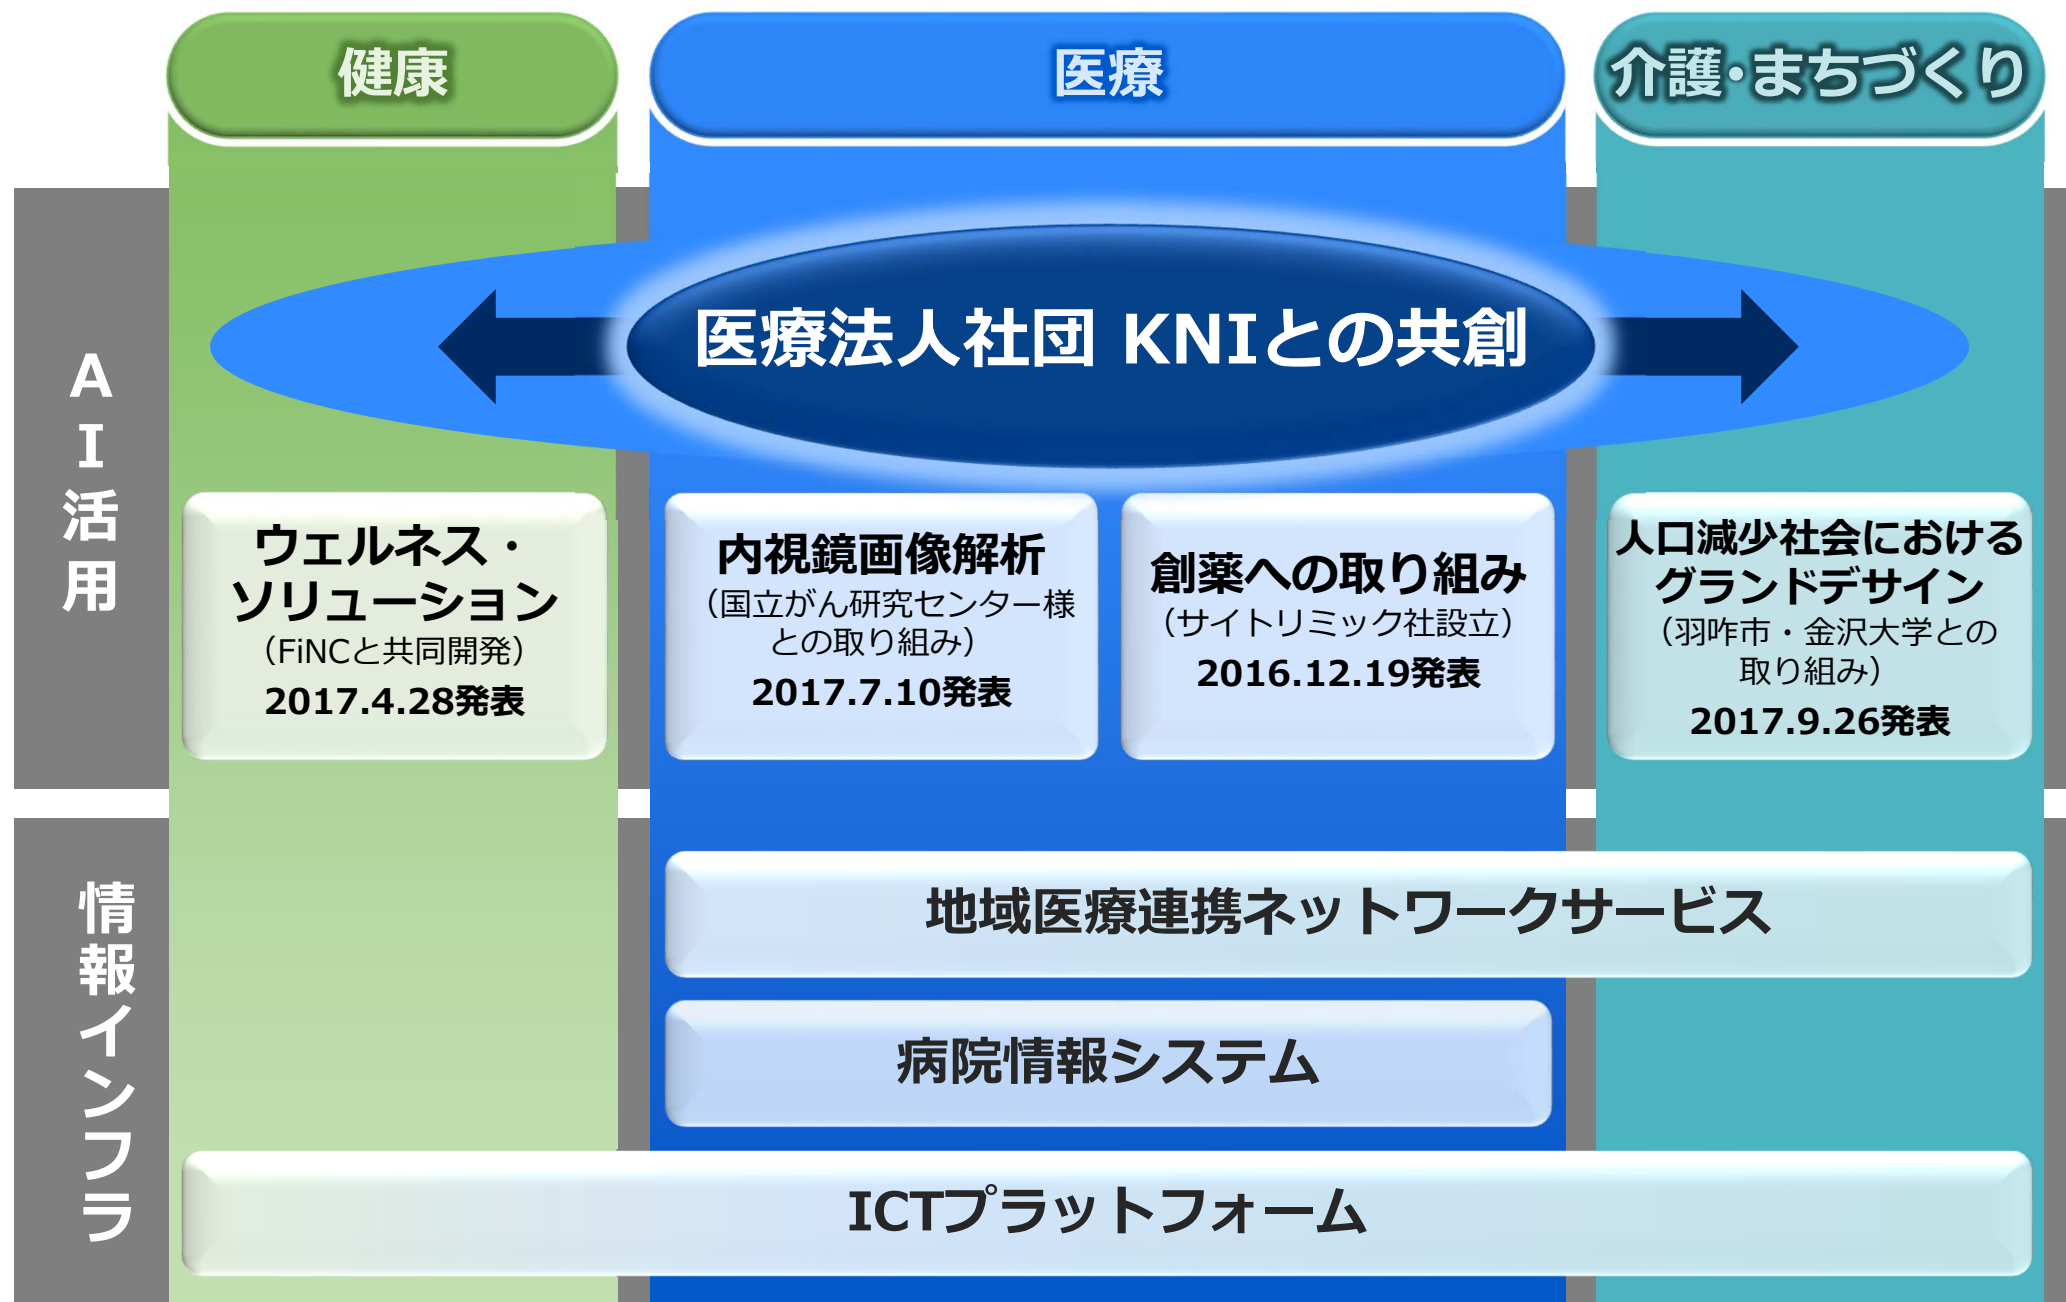 健康
医療
介護・まちづくり
AI活用
医療法人社団 KNIとの共創
ウェルネス・
ソリューション
（FiNCと共同開発）
2017.4.28発表
内視鏡画像解析
（国立がん研究センター様
との取り組み）
2017.7.10発表
創薬への取り組み
（サイトリミック社設立）
2016.12.19発表
人口減少社会における
グランドデザイン
（羽咋市・金沢大学との
取り組み）
2017.9.26発表
情報インフラ
地域医療連携ネットワークサービス
病院情報システム
ICTプラットフォーム